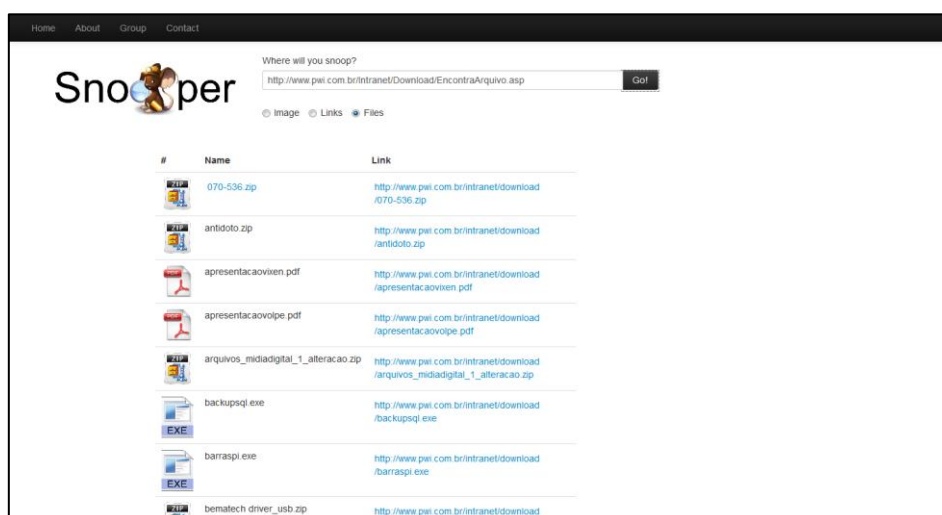 Home About Group Contact
Snooper
Where will you snoop?
http://www.pwi.com.br/Intranet/Download/EncontraArquivo.asp Go!
Image Links Files
# Name Link
ZIP 070-536.zip http://www.pwi.com.br/intranet/download
/070-536.zip
ZIP antidoto.zip http://www.pwi.com.br/intranet/download
/antidoto.zip
PDF apresentacaovixen.pdf http://www.pwi.com.br/intranet/download
/apresentacaovixen.pdf
PDF apresentacaovolpe.pdf http://www.pwi.com.br/intranet/download
/apresentacaovolpe.pdf
ZIP arquivos_midiadigital_1_alteracao.zip http://www.pwi.com.br/intranet/download
/arquivos_midiadigital_1_alteracao.zip
EXE backupsql.exe http://www.pwi.com.br/intranet/download
/backupsql.exe
EXE barraspi.exe http://www.pwi.com.br/intranet/download
/barraspi.exe
ZIP bematech driver_usb.zip http://www.pwi.com.br/intranet/download